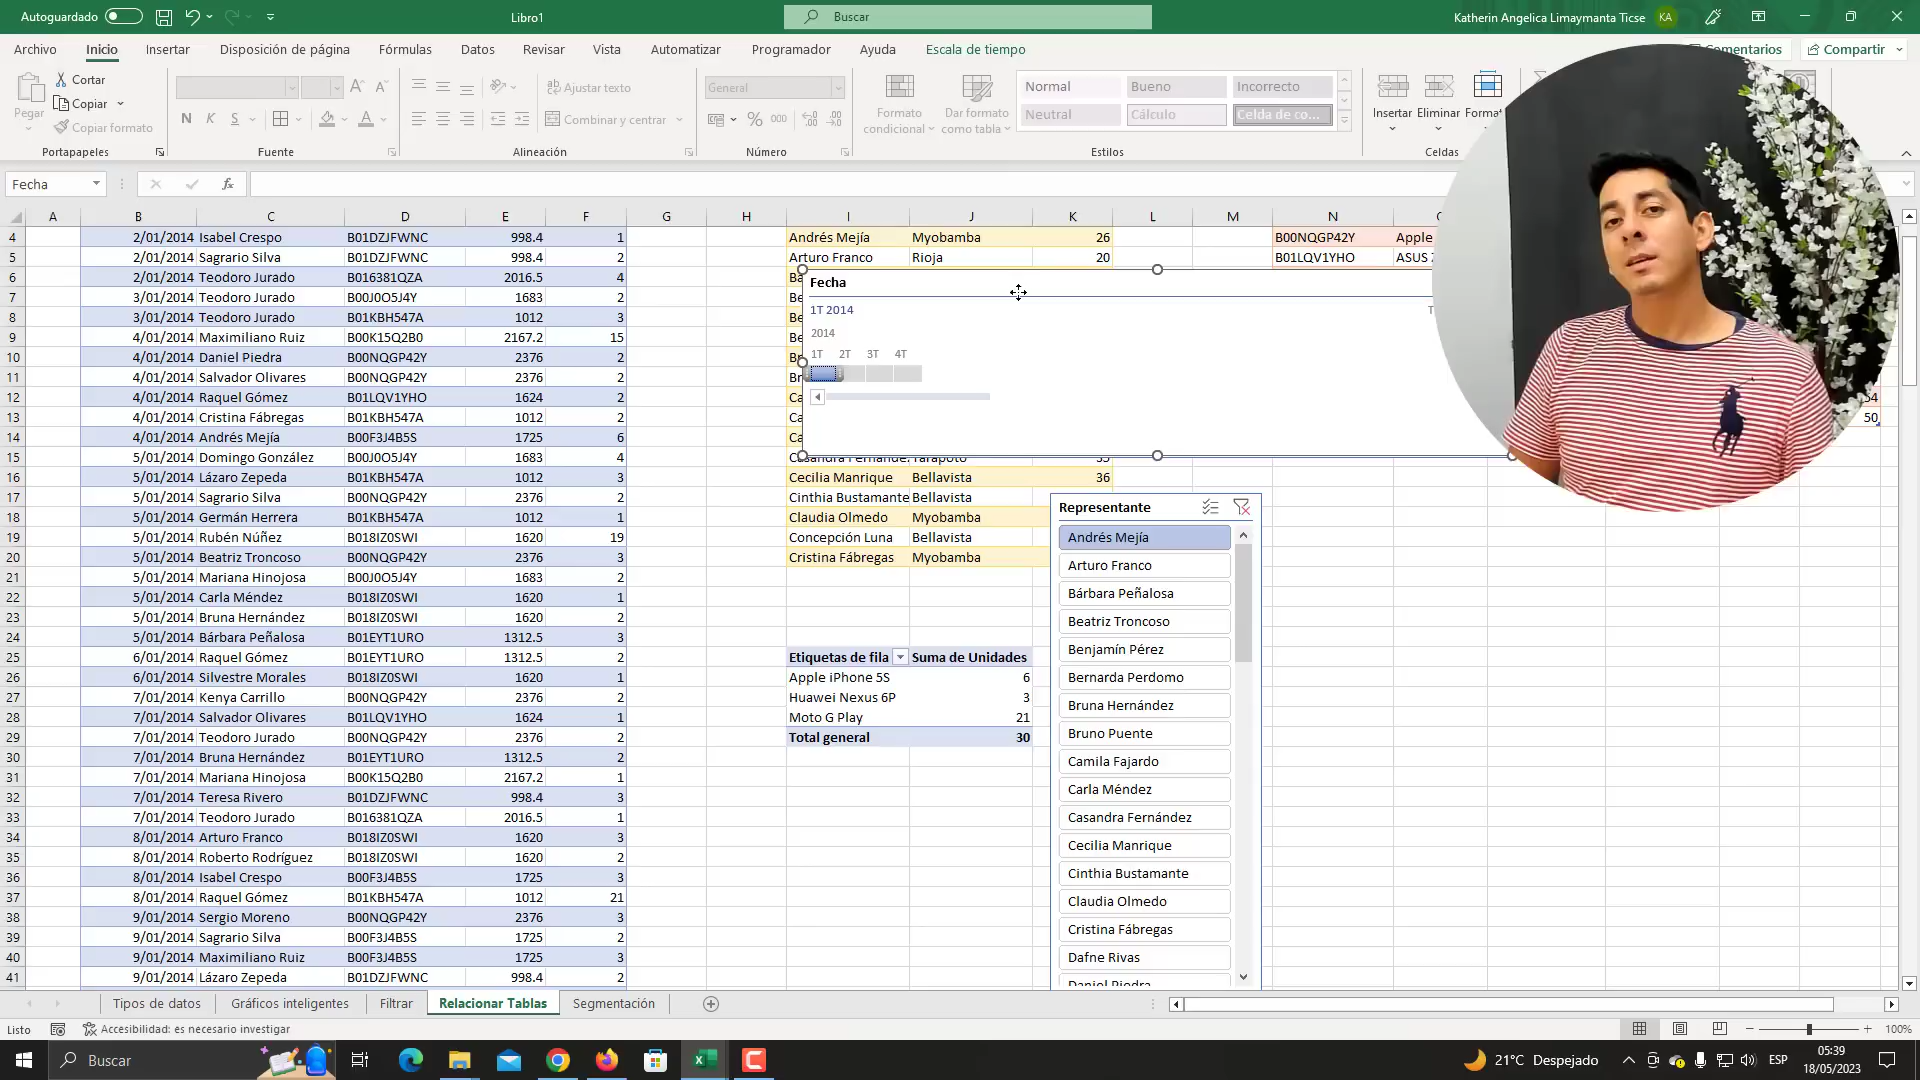 Autoguardado
Libro1
Buscar
Katherin Angelica Limaymanta Ticse KA
Archivo Inicio Insertar Disposición de página Fórmulas Datos Revisar Vista Automatizar Programador Ayuda Escala de tiempo
Comentarios Compartir
Pegar
Cortar
Copiar
Copiar formato
Portapapeles
N K S
Fuente
Ajustar texto
Combinar y centrar
Alineación
General
% 000
Número
Formato condicional
Dar formato como tabla
Normal Bueno Incorrecto
Neutral Cálculo Celda de co...
Estilos
Insertar Eliminar Format
Celdas
Fecha
fx
A B C D E F G H I J K L M N
4 2/01/2014 Isabel Crespo B01DZJFWNC 998.4 1 Andrés Mejía Myobamba 26 B00NQGP42Y Apple
5 2/01/2014 Sagrario Silva B01DZJFWNC 998.4 2 Arturo Franco Rioja 20 B01LQV1YHO ASUS
6 2/01/2014 Teodoro Jurado B016381QZA 2016.5 4
7 3/01/2014 Teodoro Jurado B00J0O5J4Y 1683 2
8 3/01/2014 Teodoro Jurado B01KBH547A 1012 3
9 4/01/2014 Maximiliano Ruiz B00K15Q2B0 2167.2 15
10 4/01/2014 Daniel Piedra B00NQGP42Y 2376 2
11 4/01/2014 Salvador Olivares B00NQGP42Y 2376 2
12 4/01/2014 Raquel Gómez B01LQV1YHO 1624 2
13 4/01/2014 Cristina Fábregas B01KBH547A 1012 2 50
14 4/01/2014 Andrés Mejía B00F3J4B5S 1725 6
15 5/01/2014 Domingo González B00J0O5J4Y 1683 4
16 5/01/2014 Lázaro Zepeda B01KBH547A 1012 3 Cecilia Manrique Bellavista 36
17 5/01/2014 Sagrario Silva B00NQGP42Y 2376 2 Cinthia Bustamante Bellavista
18 5/01/2014 Germán Herrera B01KBH547A 1012 1 Claudia Olmedo Myobamba
19 5/01/2014 Rubén Núñez B018IZ0SWI 1620 19 Concepción Luna Bellavista
20 5/01/2014 Beatriz Troncoso B00NQGP42Y 2376 3 Cristina Fábregas Myobamba
21 5/01/2014 Mariana Hinojosa B00J0O5J4Y 1683 2
22 5/01/2014 Carla Méndez B018IZ0SWI 1620 1
23 5/01/2014 Bruna Hernández B018IZ0SWI 1620 2
24 5/01/2014 Bárbara Peñalosa B01EYT1URO 1312.5 3
25 6/01/2014 Raquel Gómez B01EYT1URO 1312.5 2 Etiquetas de fila Suma de Unidades
26 6/01/2014 Silvestre Morales B018IZ0SWI 1620 1 Apple iPhone 5S 6
27 7/01/2014 Kenya Carrillo B00NQGP42Y 2376 2 Huawei Nexus 6P 3
28 7/01/2014 Salvador Olivares B01LQV1YHO 1624 1 Moto G Play 21
29 7/01/2014 Teodoro Jurado B00NQGP42Y 2376 2 Total general 30
30 7/01/2014 Bruna Hernández B01EYT1URO 1312.5 2
31 7/01/2014 Mariana Hinojosa B00K15Q2B0 2167.2 1
32 7/01/2014 Teresa Rivero B01DZJFWNC 998.4 3
33 7/01/2014 Teodoro Jurado B016381QZA 2016.5 1
34 8/01/2014 Arturo Franco B018IZ0SWI 1620 3
35 8/01/2014 Roberto Rodríguez B018IZ0SWI 1620 2
36 8/01/2014 Isabel Crespo B00F3J4B5S 1725 3
37 8/01/2014 Raquel Gómez B01KBH547A 1012 21
38 9/01/2014 Sergio Moreno B00NQGP42Y 2376 3
39 9/01/2014 Sagrario Silva B00F3J4B5S 1725 2
40 9/01/2014 Maximiliano Ruiz B00F3J4B5S 1725 3
41 9/01/2014 Lázaro Zepeda B01DZJFWNC 998.4 2
Fecha
1T 2014
2014
1T 2T 3T 4T
Representante
Andrés Mejía
Arturo Franco
Bárbara Peñalosa
Beatriz Troncoso
Benjamín Pérez
Bernarda Perdomo
Bruna Hernández
Bruno Puente
Camila Fajardo
Carla Méndez
Casandra Fernández
Cecilia Manrique
Cinthia Bustamante
Claudia Olmedo
Cristina Fábregas
Dafne Rivas
Daniel Piedra
Tipos de datos Gráficos inteligentes Filtrar Relacionar Tablas Segmentación
Listo Accesibilidad: es necesario investigar 100%
Buscar
21°C Despejado ESP
05:39
18/05/2023